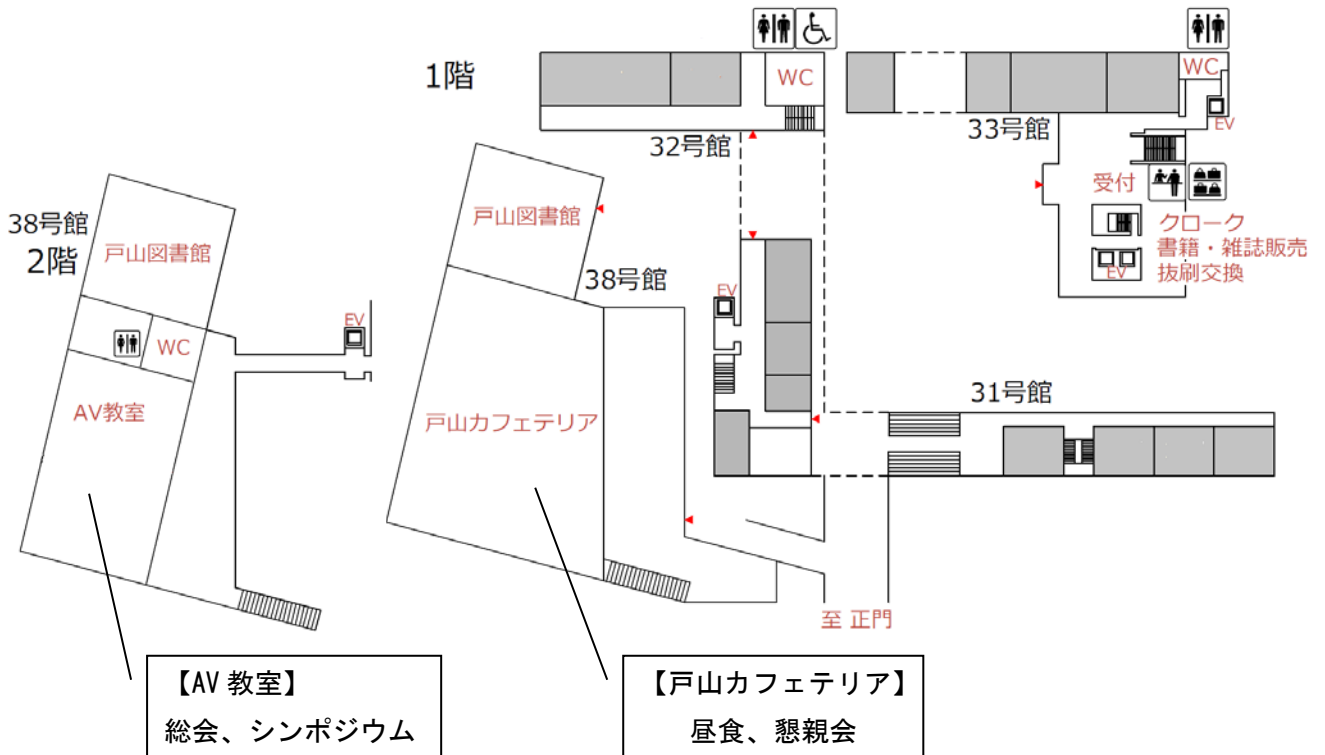 1階
WC
WC
EV
32号館
33号館
戸山図書館
受付
クローク
書籍・雑誌販売
抜刷交換
EV
38号館
EV
戸山カフェテリア
31号館
至 正門
38号館
2階
戸山図書館
EV
WC
AV教室
【AV 教室】
総会、シンポジウム
【戸山カフェテリア】
昼食、懇親会